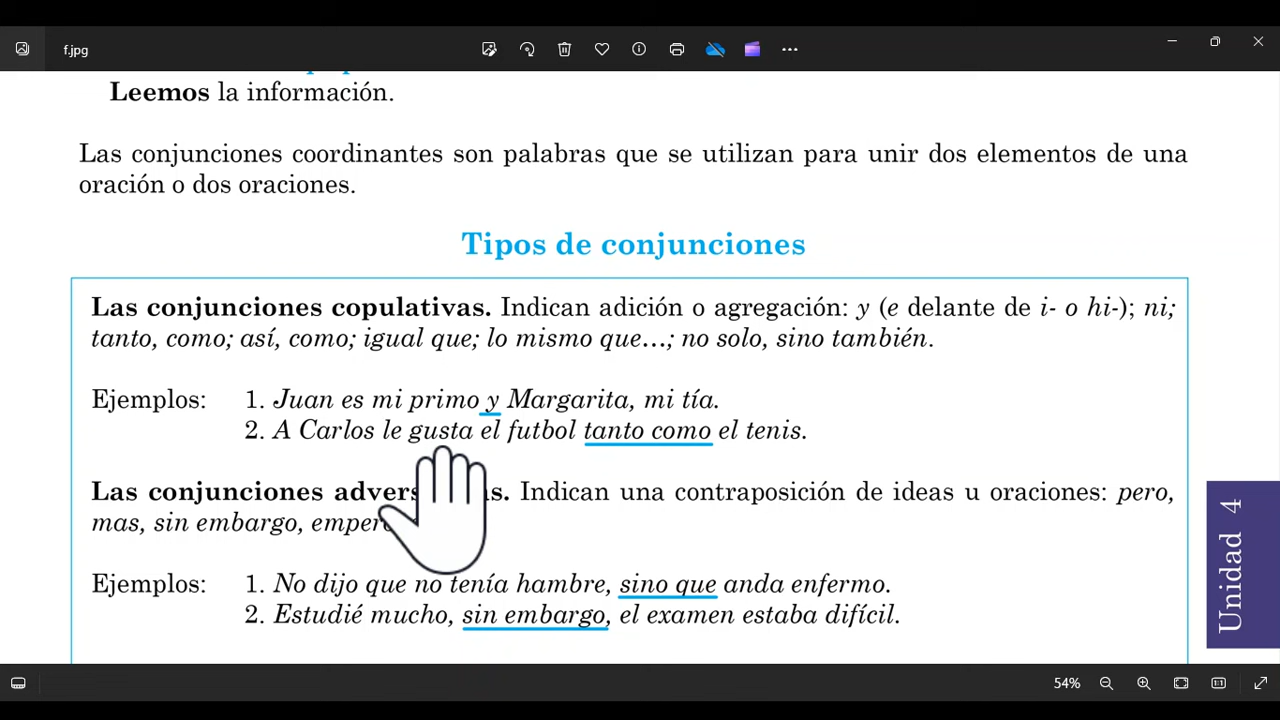 f.jpg
Leemos la información.
Las conjunciones coordinantes son palabras que se utilizan para unir dos elementos de una
oración o dos oraciones.
Tipos de conjunciones
Las conjunciones copulativas. Indican adición o agregación: y (e delante de i- o hi-); ni;
tanto, como; así, como; igual que; lo mismo que...; no solo, sino también.
Ejemplos: 1. Juan es mi primo y Margarita, mi tía.
2. A Carlos le gusta el futbol tanto como el tenis.
Las conjunciones Indican una contraposición de ideas u oraciones: pero,
mas, sin embargo,
Ejemplos: 1. No dijo que no tenía hambre, sino que anda enfermo.
2. Estudié mucho, sin embargo, el examen estaba difícil.
Unidad 4
54%